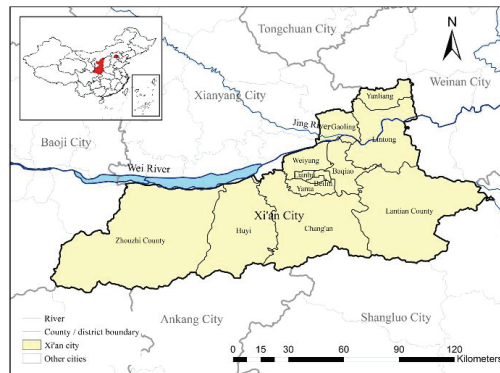 Tongchuan City
N
Weinan City
Xianyang City
Yanliang
Jing River
Gaoling
Lintong
Baoji City
Wei River
Weiyang
Baqiao
Lianhu
Beilin
Yanta
Lantian County
Xi'an City
Zhouzhi County
Huyi
Chang'an
Ankang City
Shangluo City
River
County / district boundary
Xi'an city
Other cities
0 15 30 60 90 120
Kilometers